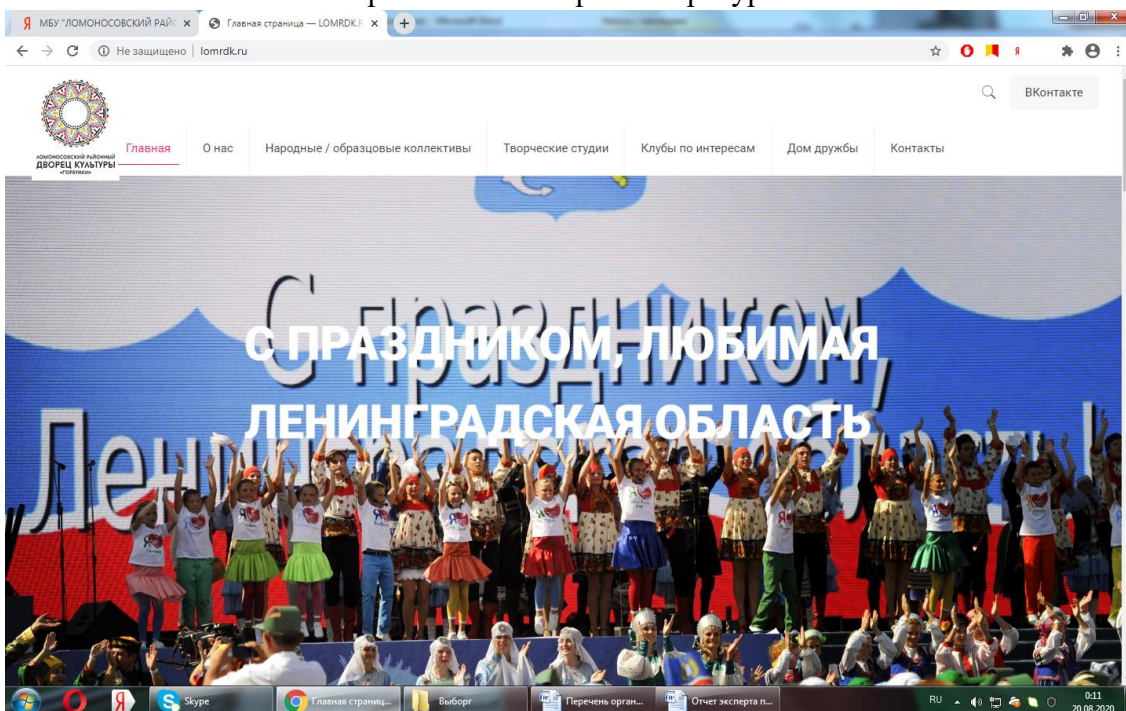 МБУ "ЛОМОНОСОВСКИЙ РАЙО
Главная страница — LOMRDK.R
Не защищено | lomrdk.ru
ВКонтакте
ЛОМОНОСОВСКИЙ РАЙОННЫЙ
ДВОРЕЦ КУЛЬТУРЫ
«ГОРБУНКИ»
Главная
О нас
Народные / образцовые коллективы
Творческие студии
Клубы по интересам
Дом дружбы
Контакты
С праздником,
С ПРАЗДНИКОМ, ЛЮБИМАЯ
ЛЕНИНГРАДСКАЯ ОБЛАСТЬ
Skype
Главная страниц...
Выборг
Перечень орган...
Отчет эксперта п...
RU
0:11
20.08.2020